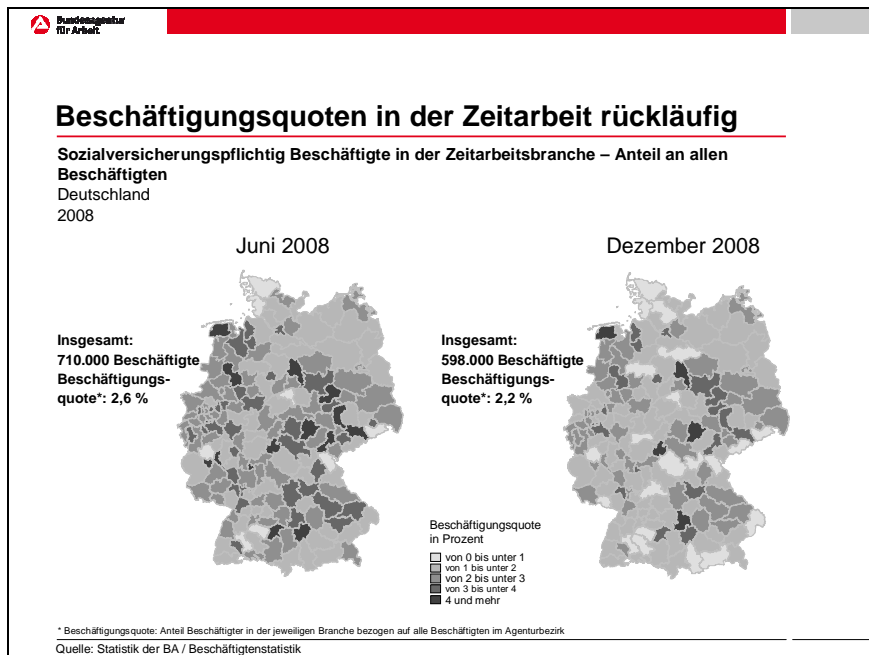 Bundesagentur
für Arbeit
Beschäftigungsquoten in der Zeitarbeit rückläufig
Sozialversicherungspflichtig Beschäftigte in der Zeitarbeitsbranche – Anteil an allen
Beschäftigten
Deutschland
2008
Juni 2008
Dezember 2008
Insgesamt:
710.000 Beschäftigte
Beschäftigungs-
quote*: 2,6 %
Insgesamt:
598.000 Beschäftigte
Beschäftigungs-
quote*: 2,2 %
Beschäftigungsquote
in Prozent
von 0 bis unter 1
von 1 bis unter 2
von 2 bis unter 3
von 3 bis unter 4
4 und mehr
* Beschäftigungsquote: Anteil Beschäftigter in der jeweiligen Branche bezogen auf alle Beschäftigten im Agenturbezirk
Quelle: Statistik der BA / Beschäftigtenstatistik